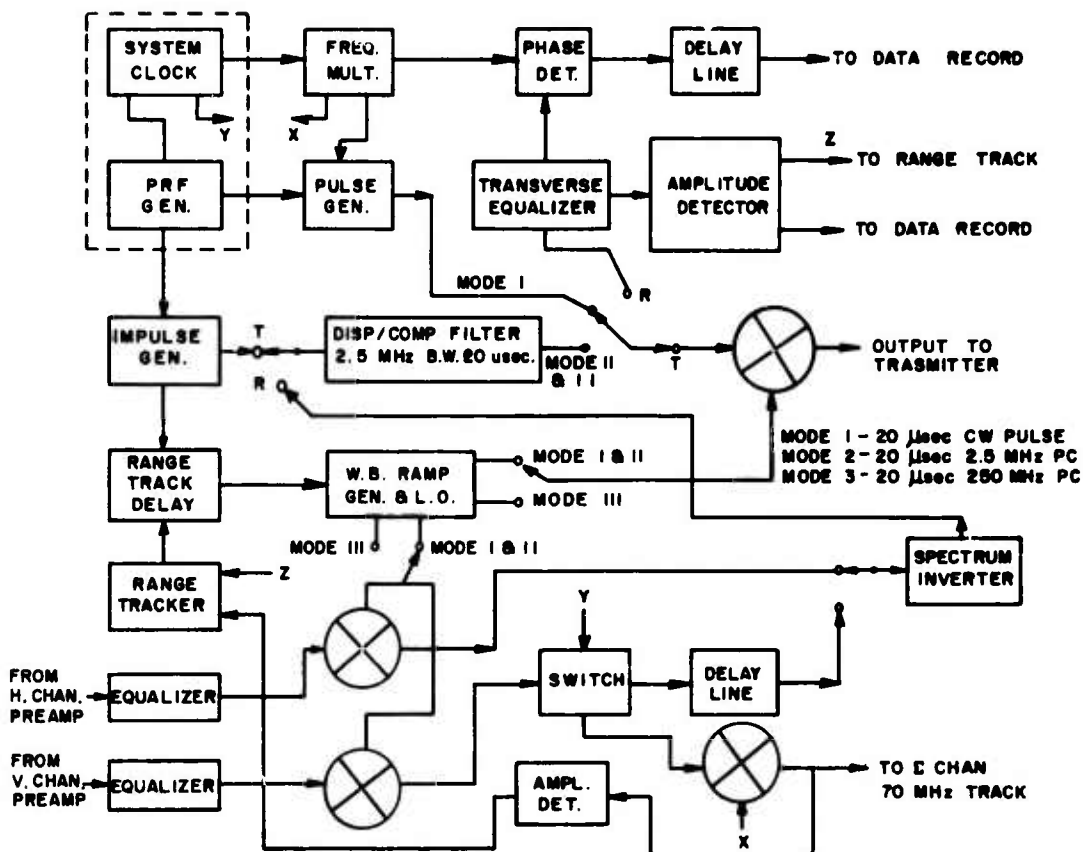 SYSTEM
CLOCK
FREQ.
MULT.
PHASE
DET.
DELAY
LINE
TO DATA RECORD
Y
X
PRF
GEN.
PULSE
GEN.
TRANSVERSE
EQUALIZER
AMPLITUDE
DETECTOR
Z
TO RANGE TRACK
TO DATA RECORD
MODE I
R
IMPULSE
GEN.
T
DISP/COMP FILTER
2.5 MHz B.W. 20 usec.
MODE II
& III
T
OUTPUT TO
TRASMITTER
R
MODE 1 - 20 μsec CW PULSE
MODE 2 - 20 μsec 2.5 MHz PC
MODE 3 - 20 μsec 250 MHz PC
RANGE
TRACK
DELAY
W.B. RAMP
GEN. & L.O.
MODE I & II
MODE III
MODE III
MODE I & II
SPECTRUM
INVERTER
RANGE
TRACKER
Z
Y
FROM
H. CHAN.
PREAMP
EQUALIZER
SWITCH
DELAY
LINE
FROM
V. CHAN.
PREAMP
EQUALIZER
AMPL.
DET.
X
TO Σ CHAN
70 MHz TRACK